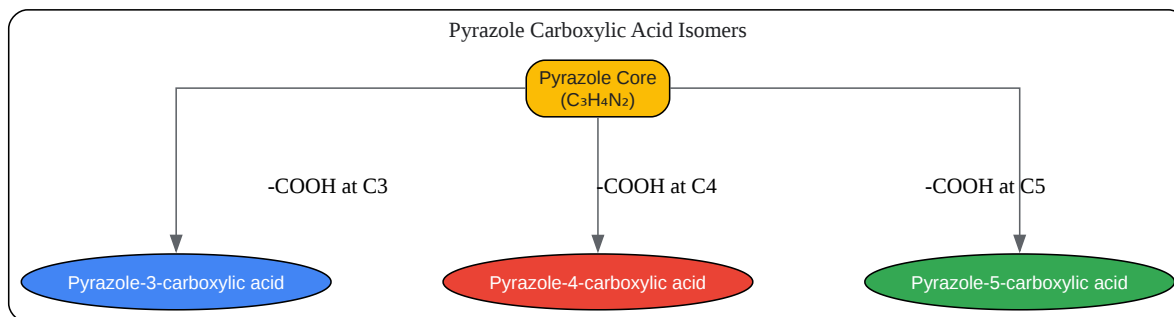 Pyrazole Carboxylic Acid Isomers
Pyrazole Core
(C₃H₄N₂)
-COOH at C3
-COOH at C4
-COOH at C5
Pyrazole-3-carboxylic acid
Pyrazole-4-carboxylic acid
Pyrazole-5-carboxylic acid